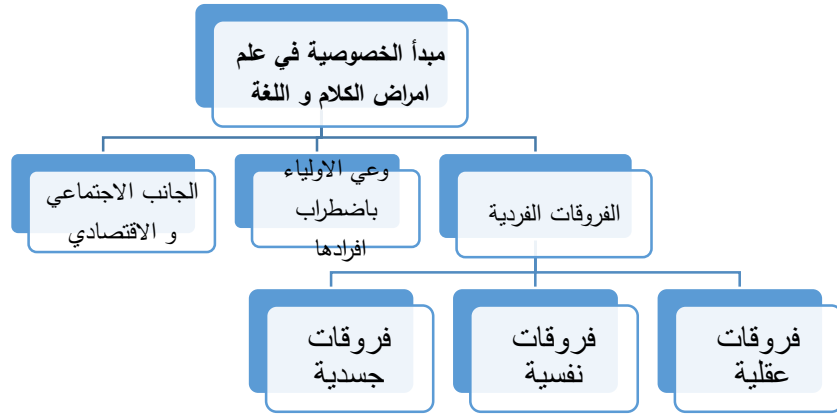 مبدأ الخصوصية في علم
امراض الكلام و اللغة
الفروقات الفردية
وعي الاولياء
باضطراب
افرادها
الجانب الاجتماعي
و الاقتصادي
فروقات
عقلية
فروقات
نفسية
فروقات
جسدية